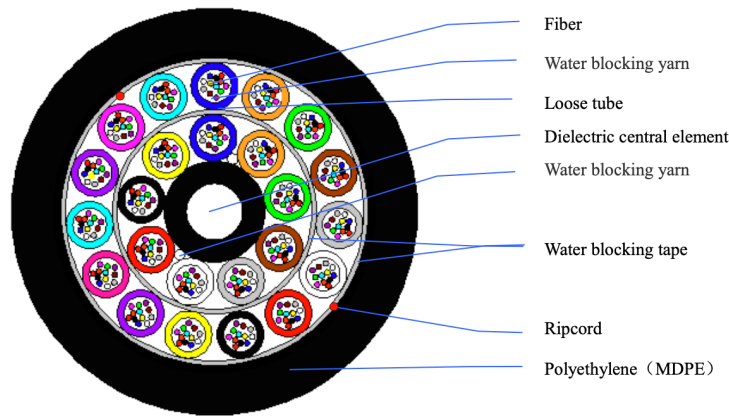 Fiber
Water blocking yarn
Loose tube
Dielectric central element
Water blocking yarn
Water blocking tape
Ripcord
Polyethylene（MDPE）